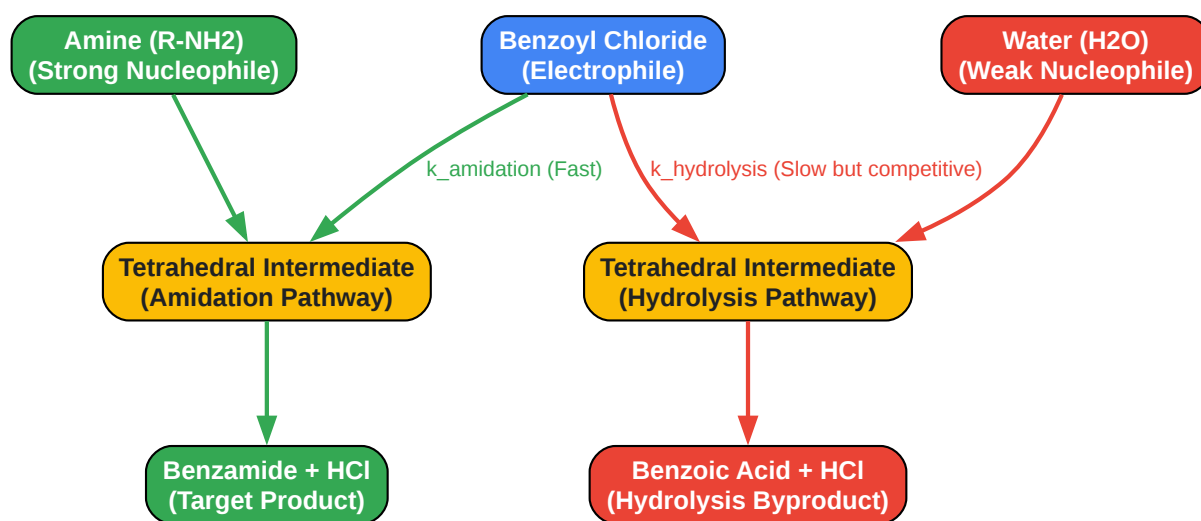 Amine (R-NH2)
(Strong Nucleophile)
Benzoyl Chloride
(Electrophile)
Water (H2O)
(Weak Nucleophile)
k_amidation (Fast)
k_hydrolysis (Slow but competitive)
Tetrahedral Intermediate
(Amidation Pathway)
Tetrahedral Intermediate
(Hydrolysis Pathway)
Benzamide + HCl
(Target Product)
Benzoic Acid + HCl
(Hydrolysis Byproduct)